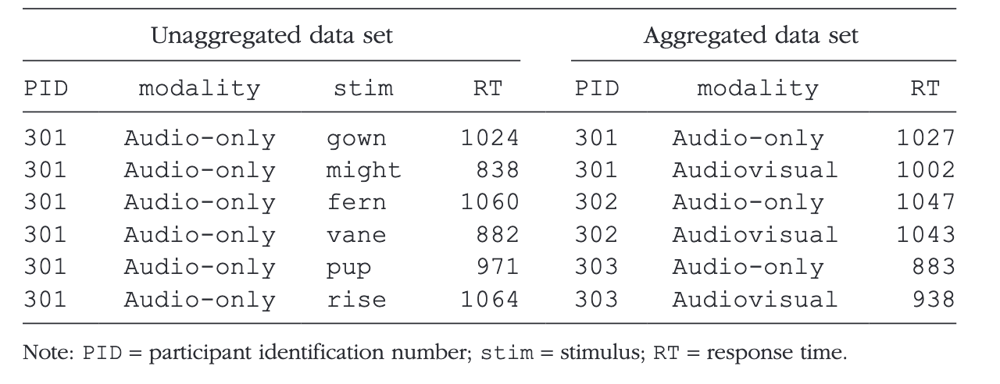 Unaggregated data set Aggregated data set
PID modality stim RT PID modality RT
301 Audio-only gown 1024 301 Audio-only 1027
301 Audio-only might 838 301 Audiovisual 1002
301 Audio-only fern 1060 302 Audio-only 1047
301 Audio-only vane 882 302 Audiovisual 1043
301 Audio-only pup 971 303 Audio-only 883
301 Audio-only rise 1064 303 Audiovisual 938
Note: PID = participant identification number; stim = stimulus; RT = response time.